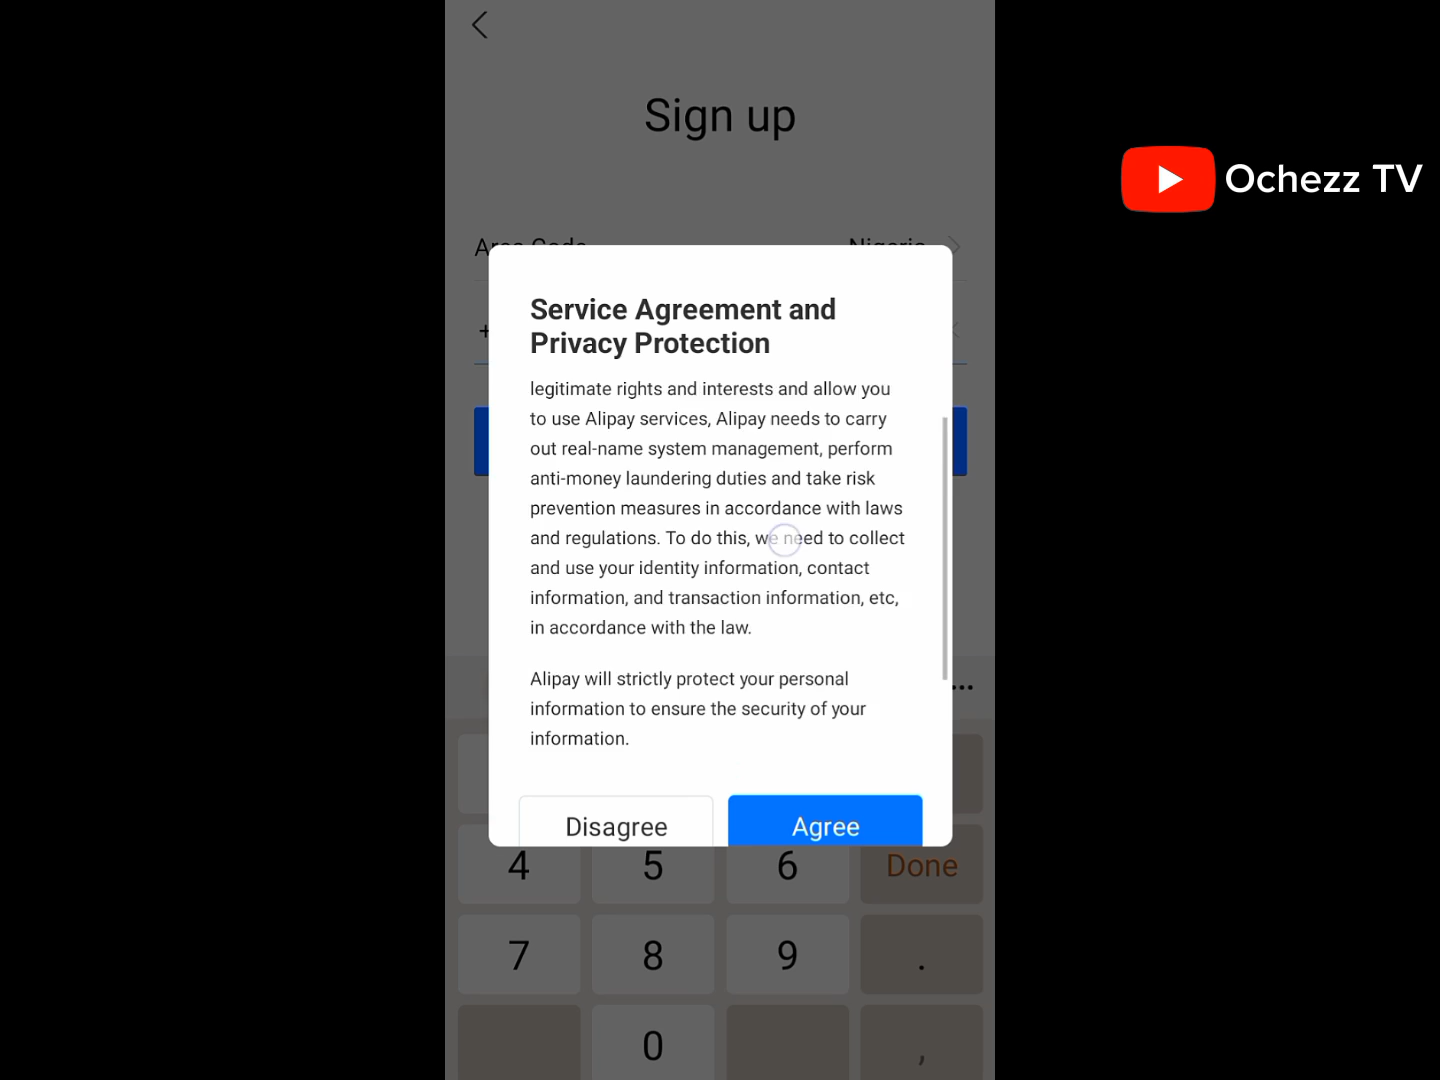 Sign up
Ochezz TV
Area Code Nigeria
+
Service Agreement and
Privacy Protection
legitimate rights and interests and allow you
to use Alipay services, Alipay needs to carry
out real-name system management, perform
anti-money laundering duties and take risk
prevention measures in accordance with laws
and regulations. To do this, we need to collect
and use your identity information, contact
information, and transaction information, etc,
in accordance with the law.
Alipay will strictly protect your personal
information to ensure the security of your
information.
Disagree Agree
4 5 6 Done
7 8 9 .
0 ,